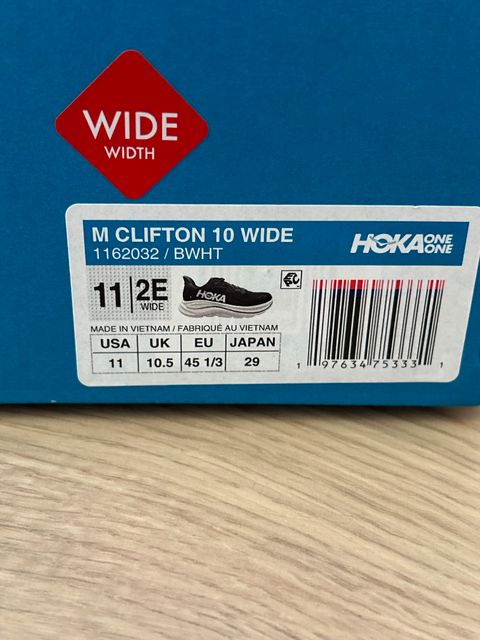 WIDE
WIDTH
M CLIFTON 10 WIDE
1162032 / BWHT
HOKA ONE ONE
11 2E WIDE
HOKA
MADE IN VIETNAM / FABRIQUÉ AU VIETNAM
USA UK EU JAPAN
11 10.5 45 1/3 29
1 97634 75333 1